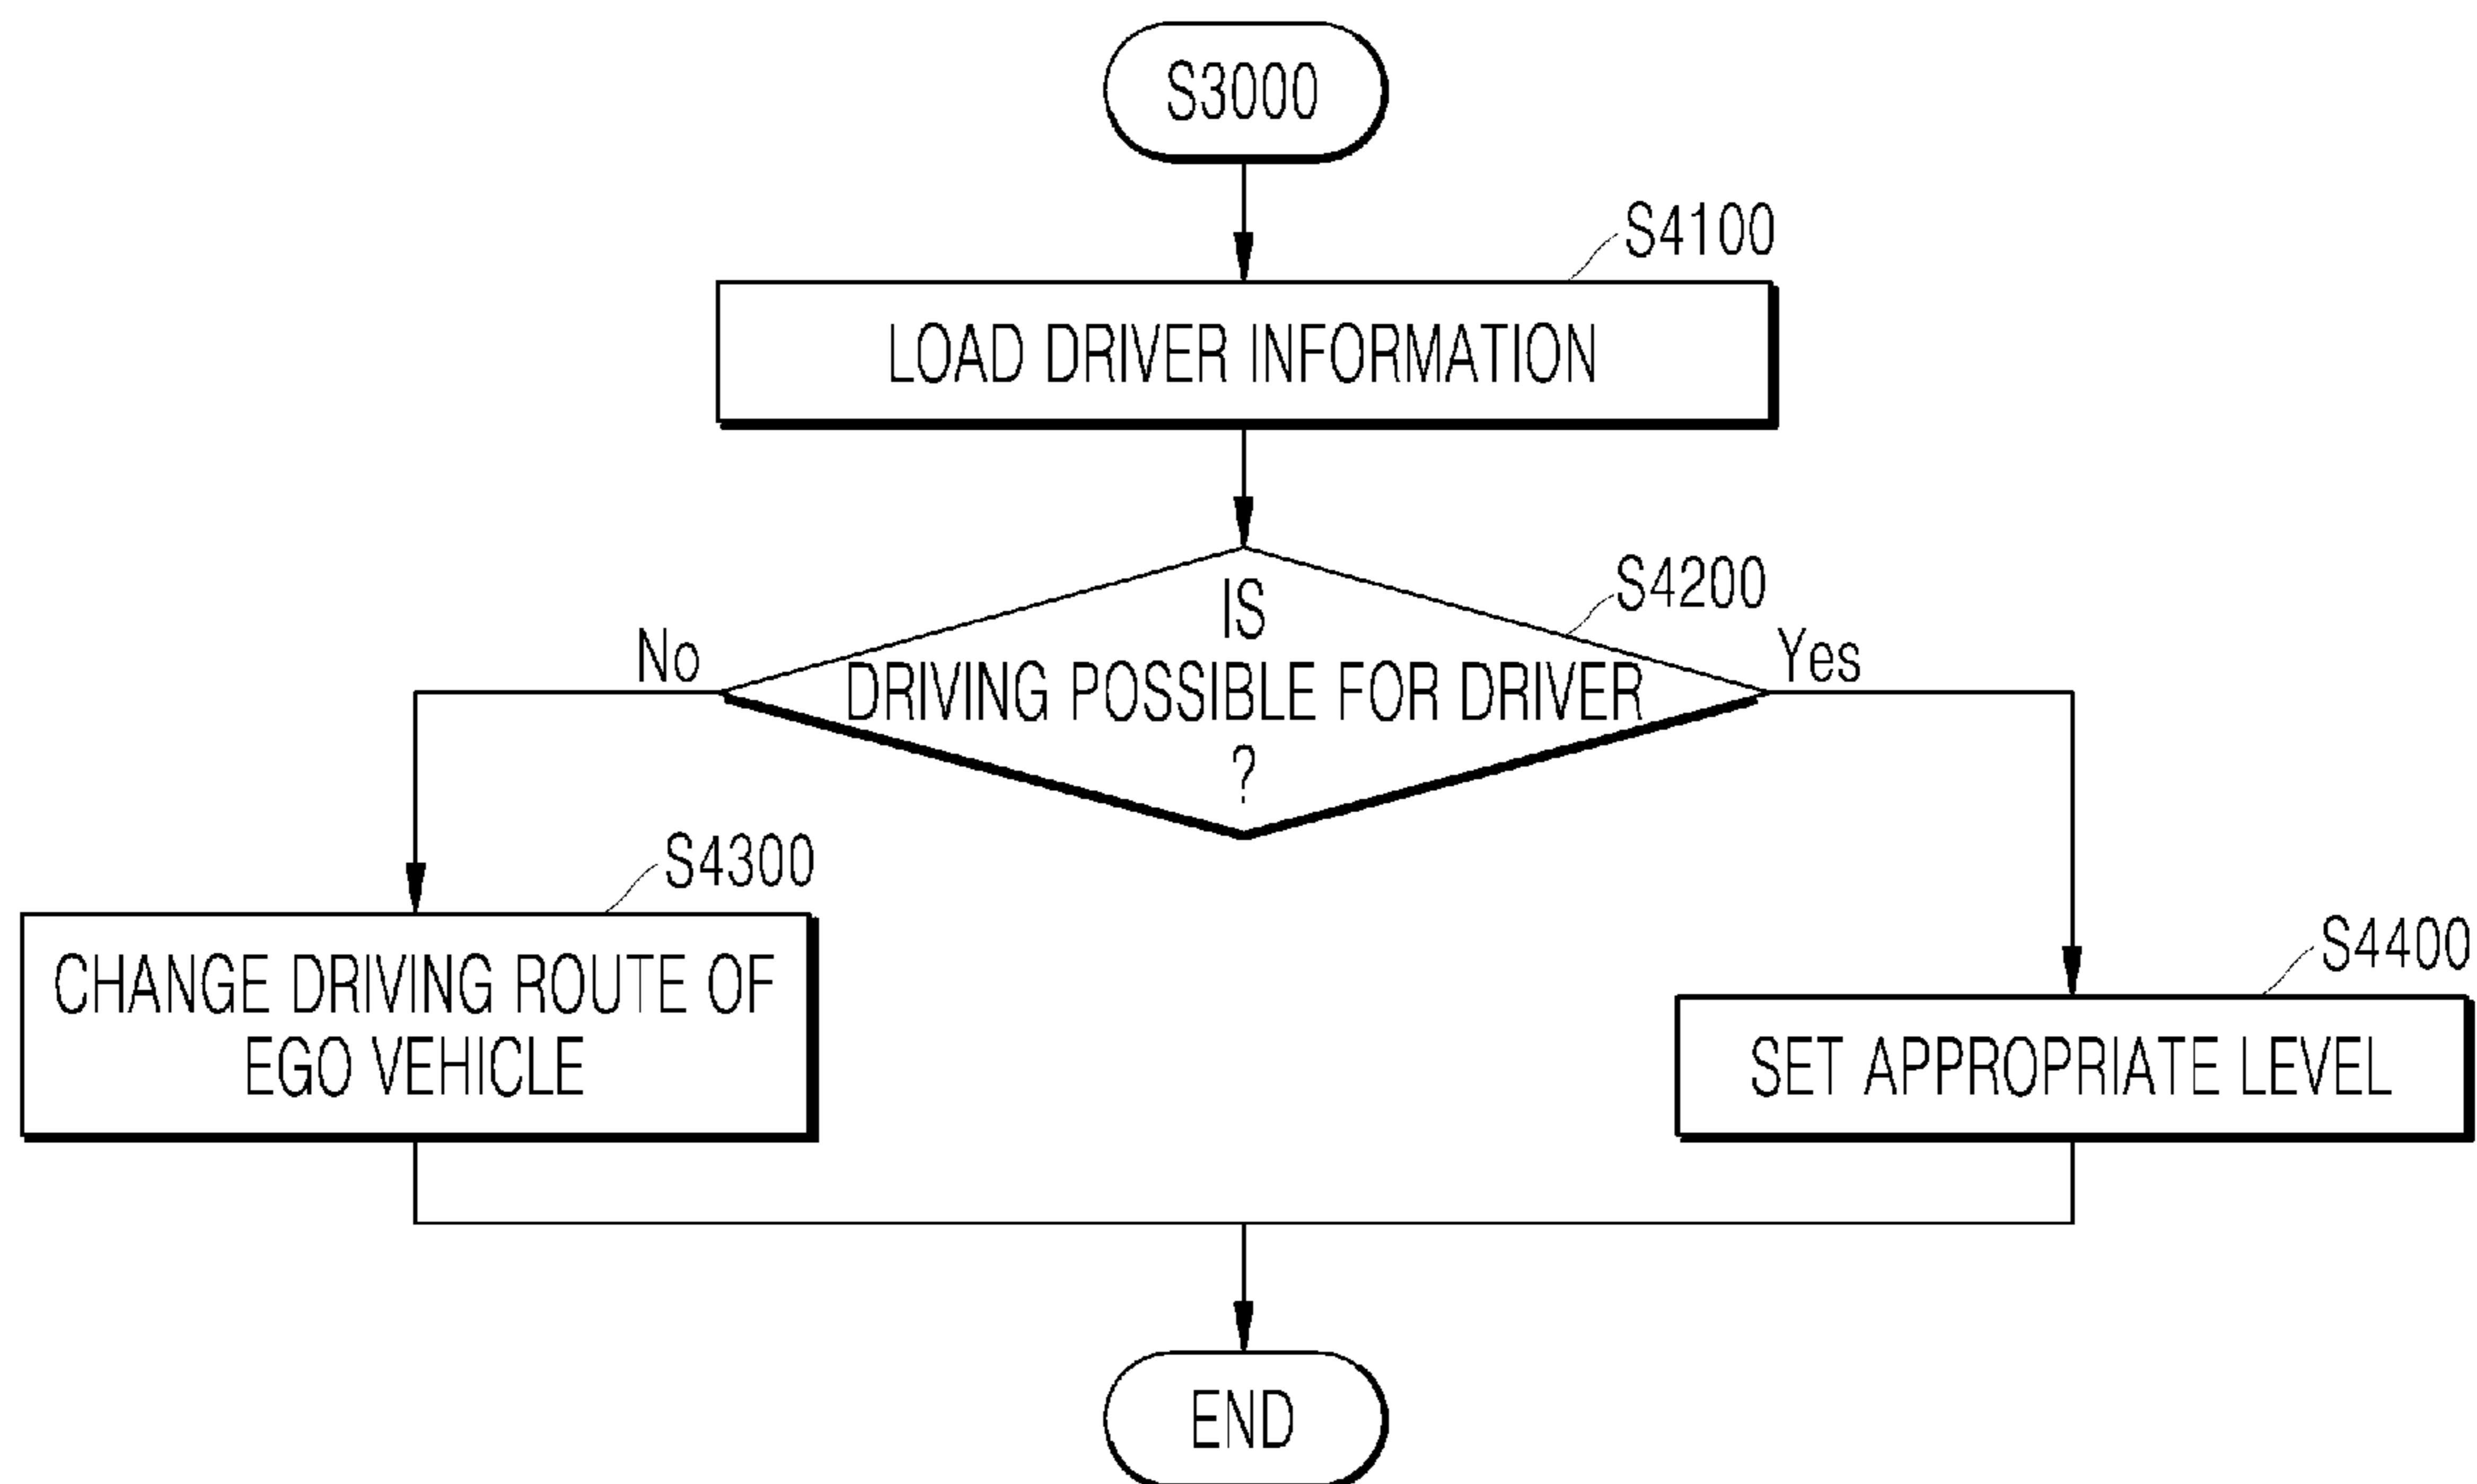 S3000
S4100
LOAD DRIVER INFORMATION
S4200
IS
DRIVING POSSIBLE FOR DRIVER
?
No
Yes
S4300
CHANGE DRIVING ROUTE OF
EGO VEHICLE
S4400
SET APPROPRIATE LEVEL
END